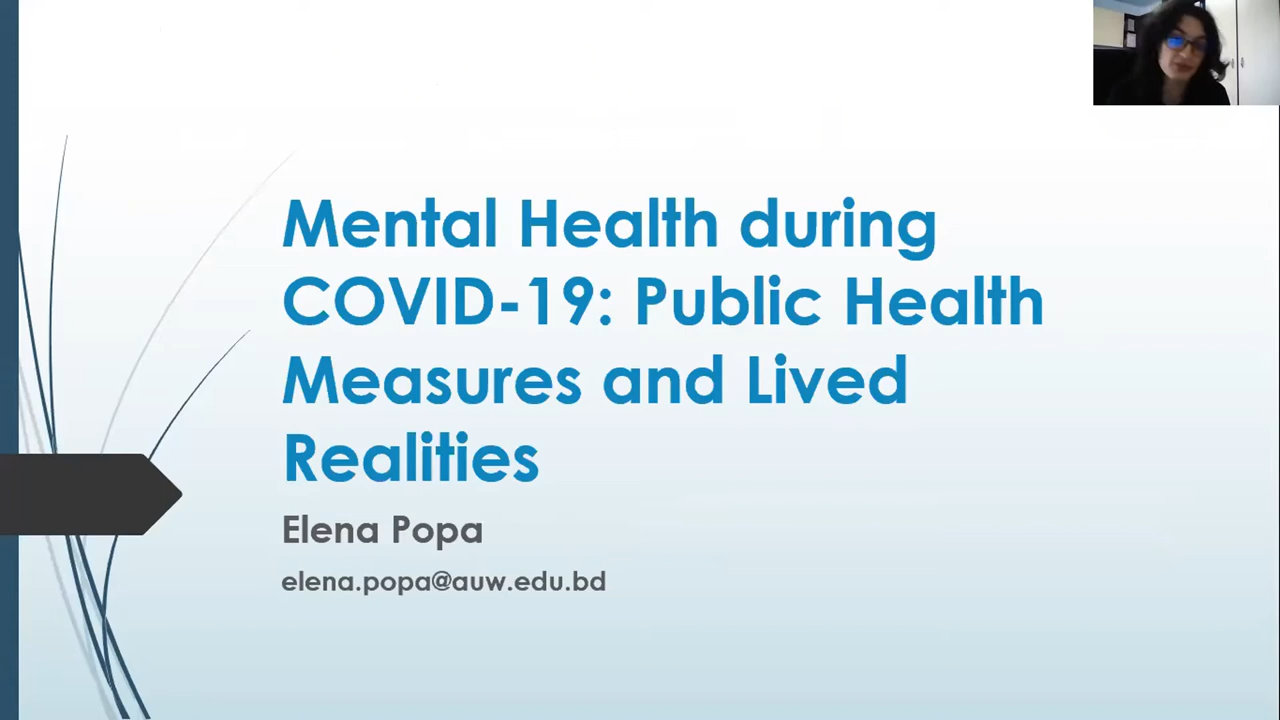 Mental Health during
COVID-19: Public Health
Measures and Lived
Realities
Elena Popa
elena.popa@auw.edu.bd